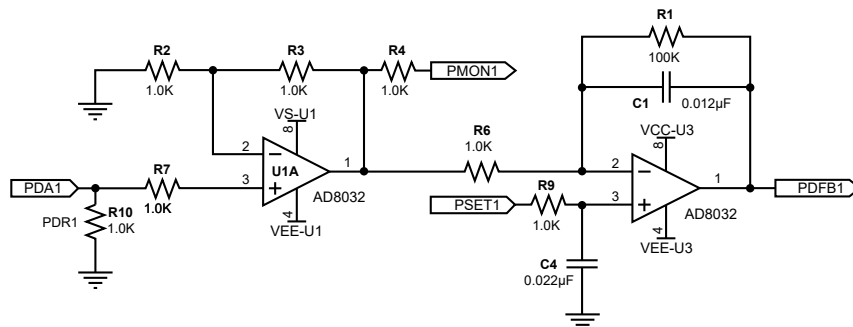 R2
1.0K
R3
1.0K
R4
1.0K
PMON1
R1
100K
C1
0.012µF
VS-U1
8
2
3
U1A
1
4
AD8032
VEE-U1
PDA1
R7
1.0K
PDR1
R10
1.0K
R6
1.0K
PSET1
R9
1.0K
C4
0.022µF
VCC-U3
8
2
3
1
4
AD8032
VEE-U3
PDFB1